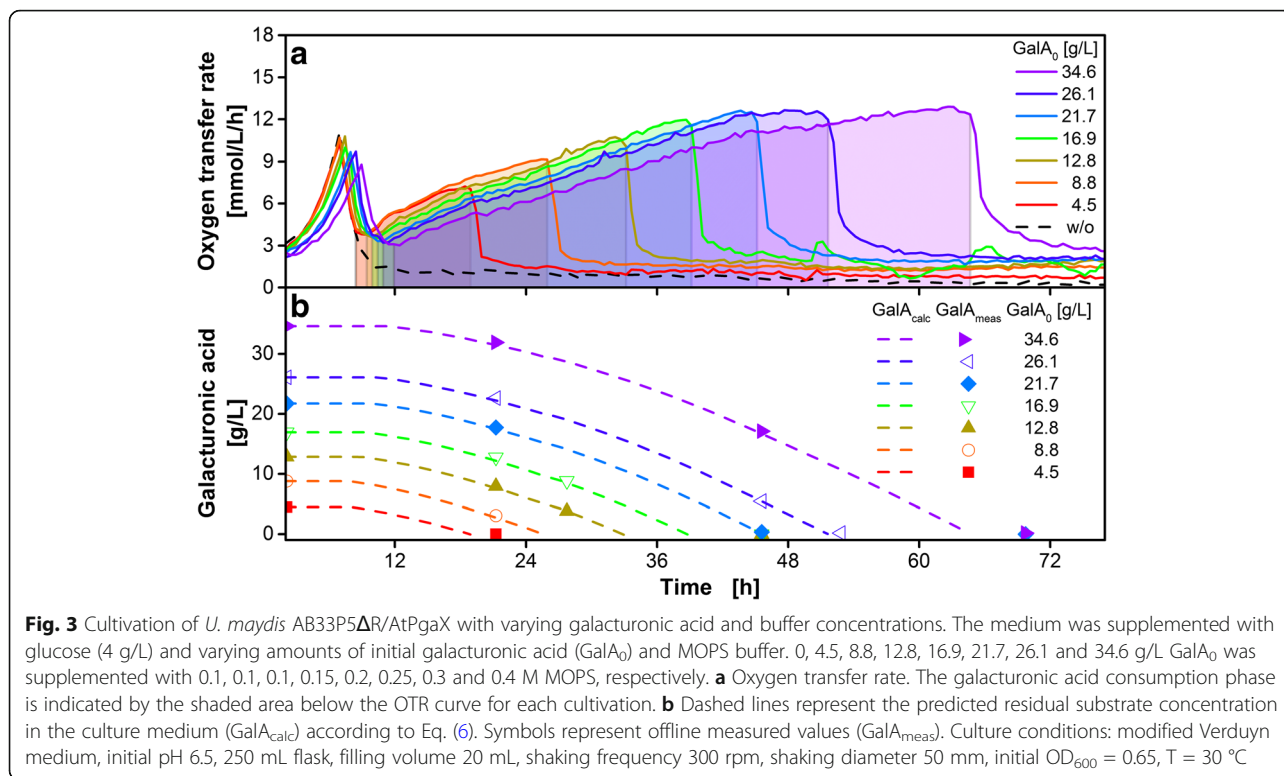 a
Oxygen transfer rate
[mmol/L/h]
18
15
12
9
6
3
0
GalA₀ [g/L]
34.6
26.1
21.7
16.9
12.8
8.8
4.5
w/o
b
Galacturonic acid
[g/L]
30
20
10
0
GalA_calc GalA_meas GalA₀ [g/L]
34.6
26.1
21.7
16.9
12.8
8.8
4.5
12 24 36 48 60 72
Time [h]
Fig. 3 Cultivation of U. maydis AB33P5ΔR/AtPgaX with varying galacturonic acid and buffer concentrations. The medium was supplemented with
glucose (4 g/L) and varying amounts of initial galacturonic acid (GalA₀) and MOPS buffer. 0, 4.5, 8.8, 12.8, 16.9, 21.7, 26.1 and 34.6 g/L GalA₀ was
supplemented with 0.1, 0.1, 0.1, 0.15, 0.2, 0.25, 0.3 and 0.4 M MOPS, respectively. a Oxygen transfer rate. The galacturonic acid consumption phase
is indicated by the shaded area below the OTR curve for each cultivation. b Dashed lines represent the predicted residual substrate concentration
in the culture medium (GalA_calc) according to Eq. (6). Symbols represent offline measured values (GalA_meas). Culture conditions: modified Verduyn
medium, initial pH 6.5, 250 mL flask, filling volume 20 mL, shaking frequency 300 rpm, shaking diameter 50 mm, initial OD₆₀₀ = 0.65, T = 30 °C